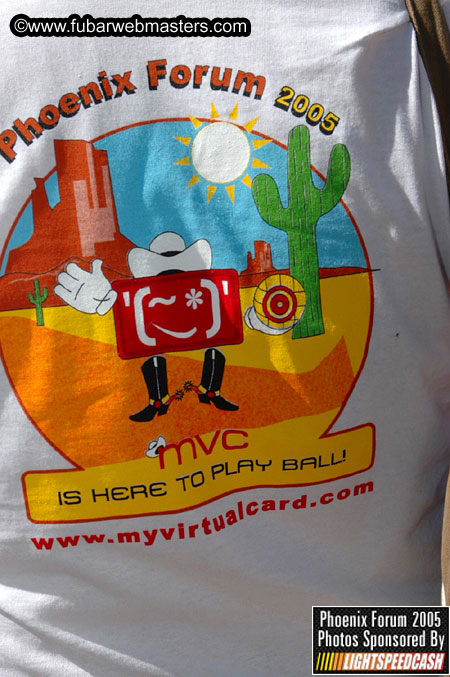 www.fubarwebmasters.com
Phoenix Forum 2005
{~*}
mvc
IS HERE TO PLAY BALL!
www.myvirtualcard.com
Phoenix Forum 2005
Photos Sponsored By
LIGHTSPEEDCASH